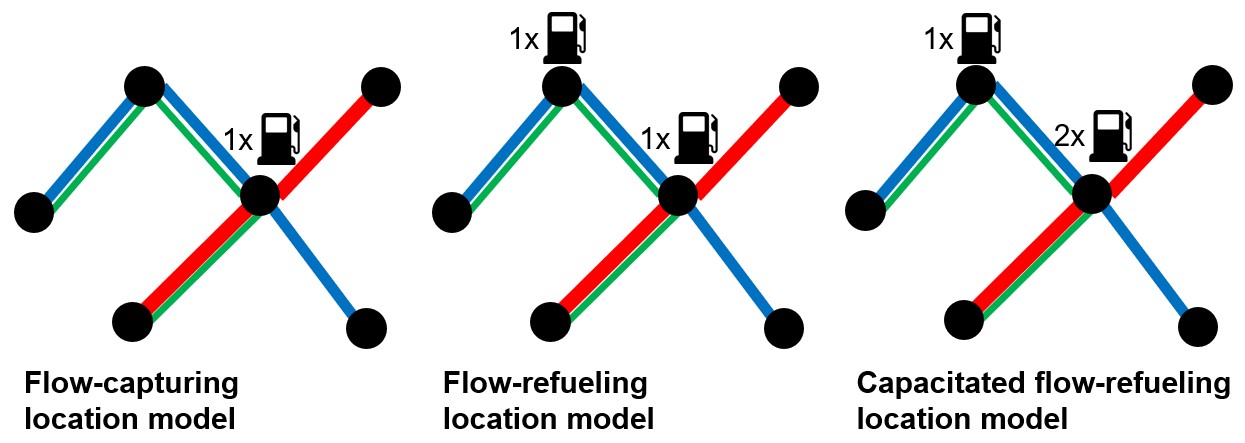 1x
1x
1x
1x
2x
Flow-capturing
location model
Flow-refueling
location model
Capacitated flow-refueling
location model